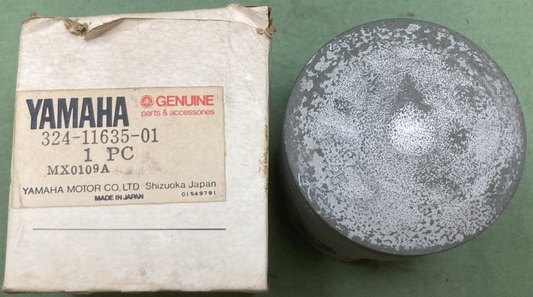 YAMAHA GENUINE
parts & accessories
324-11635-01
1 PC
MX0109A
YAMAHA MOTOR CO., LTD Shizuoka Japan
MADE IN JAPAN 01549791